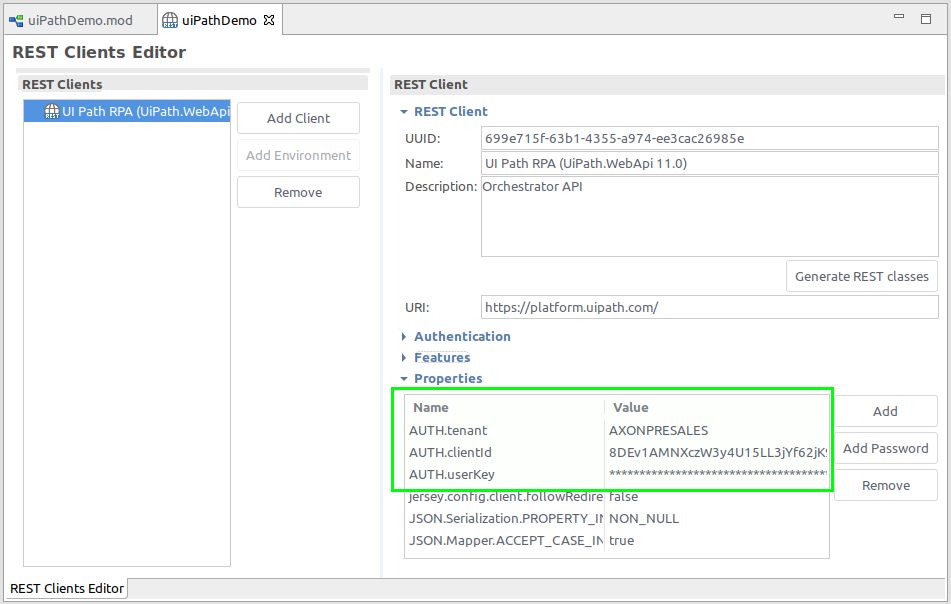 uiPathDemo.mod
uiPathDemo
REST Clients Editor
REST Clients
UI Path RPA (UiPath.WebApi
Add Client
Add Environment
Remove
REST Client
REST Client
UUID: 699e715f-63b1-4355-a974-ee3cac26985e
Name: UI Path RPA (UiPath.WebApi 11.0)
Description: Orchestrator API
Generate REST classes
URI: https://platform.uipath.com/
Authentication
Features
Properties
Name Value
AUTH.tenant AXONPRESALES
AUTH.clientId 8DEv1AMNXczW3y4U15LL3jYf62jK
AUTH.userKey ****************************************
jersey.config.client.followRedire false
JSON.Serialization.PROPERTY_IN NON_NULL
JSON.Mapper.ACCEPT_CASE_IN true
Add
Add Password
Remove
REST Clients Editor